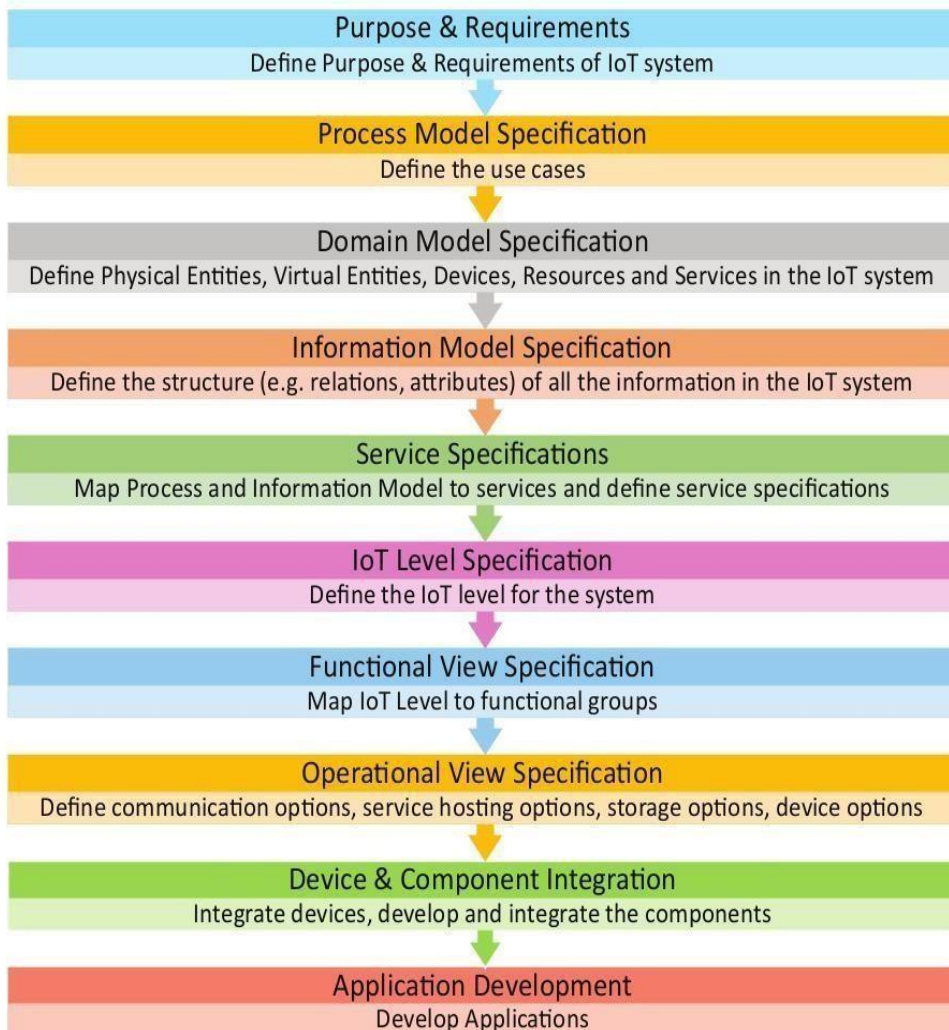 Purpose & Requirements
Define Purpose & Requirements of IoT system
Process Model Specification
Define the use cases
Domain Model Specification
Define Physical Entities, Virtual Entities, Devices, Resources and Services in the IoT system
Information Model Specification
Define the structure (e.g. relations, attributes) of all the information in the IoT system
Service Specifications
Map Process and Information Model to services and define service specifications
IoT Level Specification
Define the IoT level for the system
Functional View Specification
Map IoT Level to functional groups
Operational View Specification
Define communication options, service hosting options, storage options, device options
Device & Component Integration
Integrate devices, develop and integrate the components
Application Development
Develop Applications